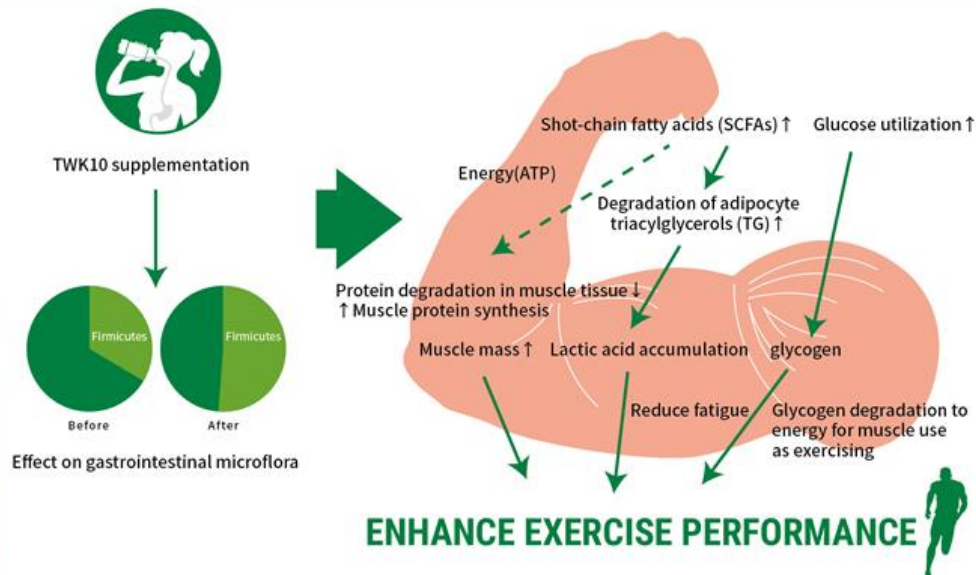 TWK10 supplementation
Firmicutes
Firmicutes
Before
After
Effect on gastrointestinal microflora
Shot-chain fatty acids (SCFAs) ↑
Glucose utilization ↑
Energy(ATP)
Degradation of adipocyte
triacylglycerols (TG) ↑
Protein degradation in muscle tissue ↓
↑ Muscle protein synthesis
Muscle mass ↑
Lactic acid accumulation
glycogen
Reduce fatigue
Glycogen degradation to
energy for muscle use
as exercising
ENHANCE EXERCISE PERFORMANCE